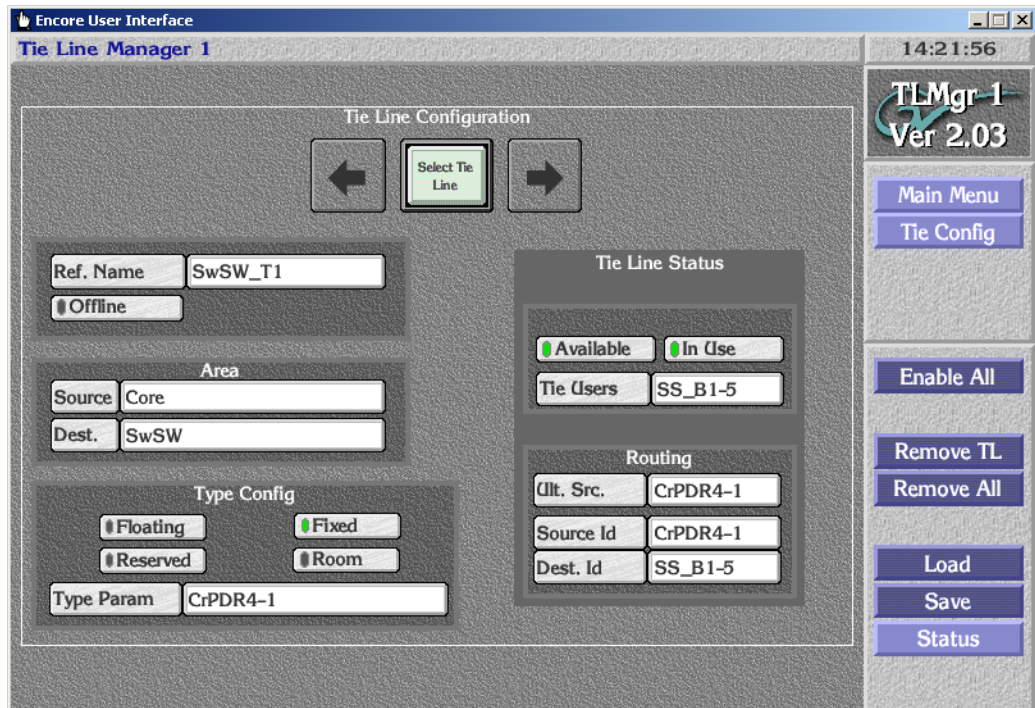 Encore User Interface
Tie Line Manager 1
14:21:56
TLMgr-1
Ver 2.03
Main Menu
Tie Config
Enable All
Remove TL
Remove All
Load
Save
Status
Tie Line Configuration
Select Tie
Line
Ref. Name SwSW_T1
Offline
Area
Source Core
Dest. SwSW
Type Config
Floating Fixed
Reserved Room
Type Param CrPDR4-1
Tie Line Status
Available In Use
Tie Users SS_B1-5
Routing
Ult. Src. CrPDR4-1
Source Id CrPDR4-1
Dest. Id SS_B1-5